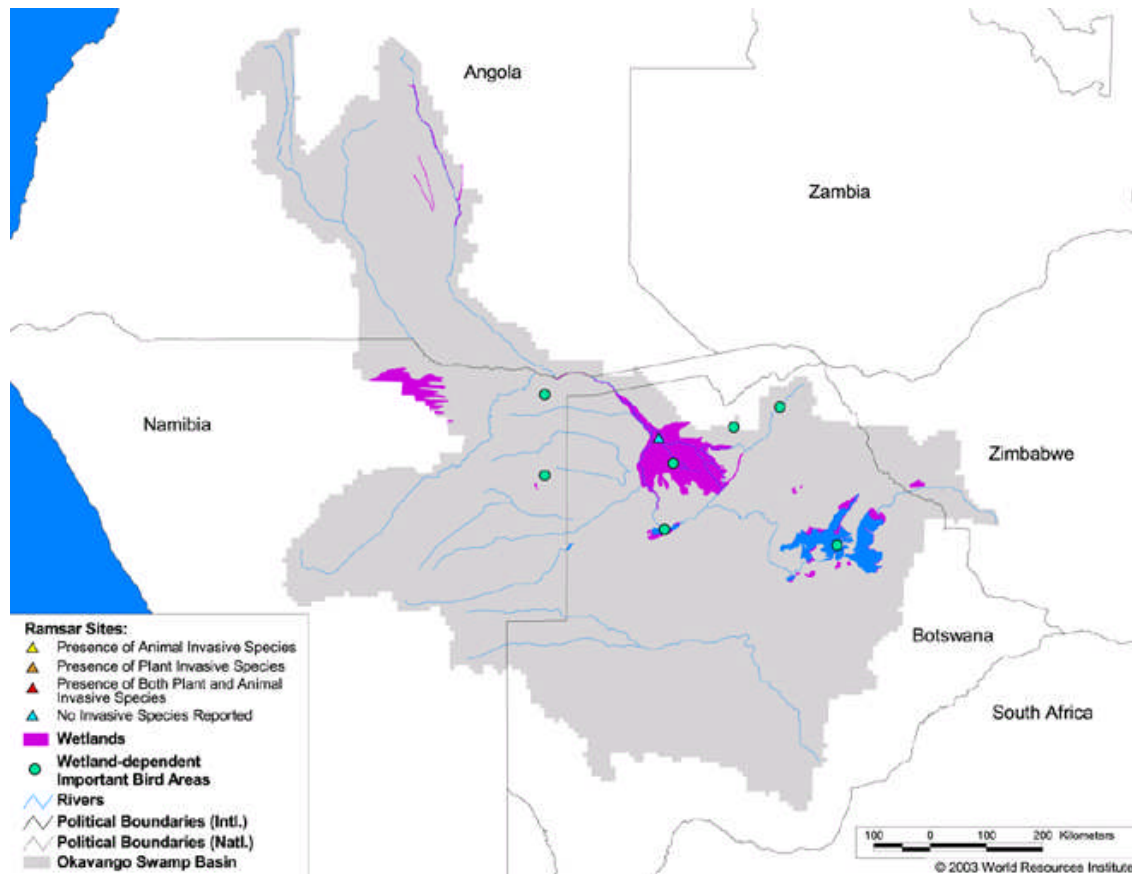 Angola
Zambia
Namibia
Zimbabwe
Botswana
South Africa
Ramsar Sites:
Presence of Animal Invasive Species
Presence of Plant Invasive Species
Presence of Both Plant and Animal
Invasive Species
No Invasive Species Reported
Wetlands
Wetland-dependent
Important Bird Areas
Rivers
Political Boundaries (Intl.)
Political Boundaries (Natl.)
Okavango Swamp Basin
100 0 100 200 Kilometers
© 2003 World Resources Institute